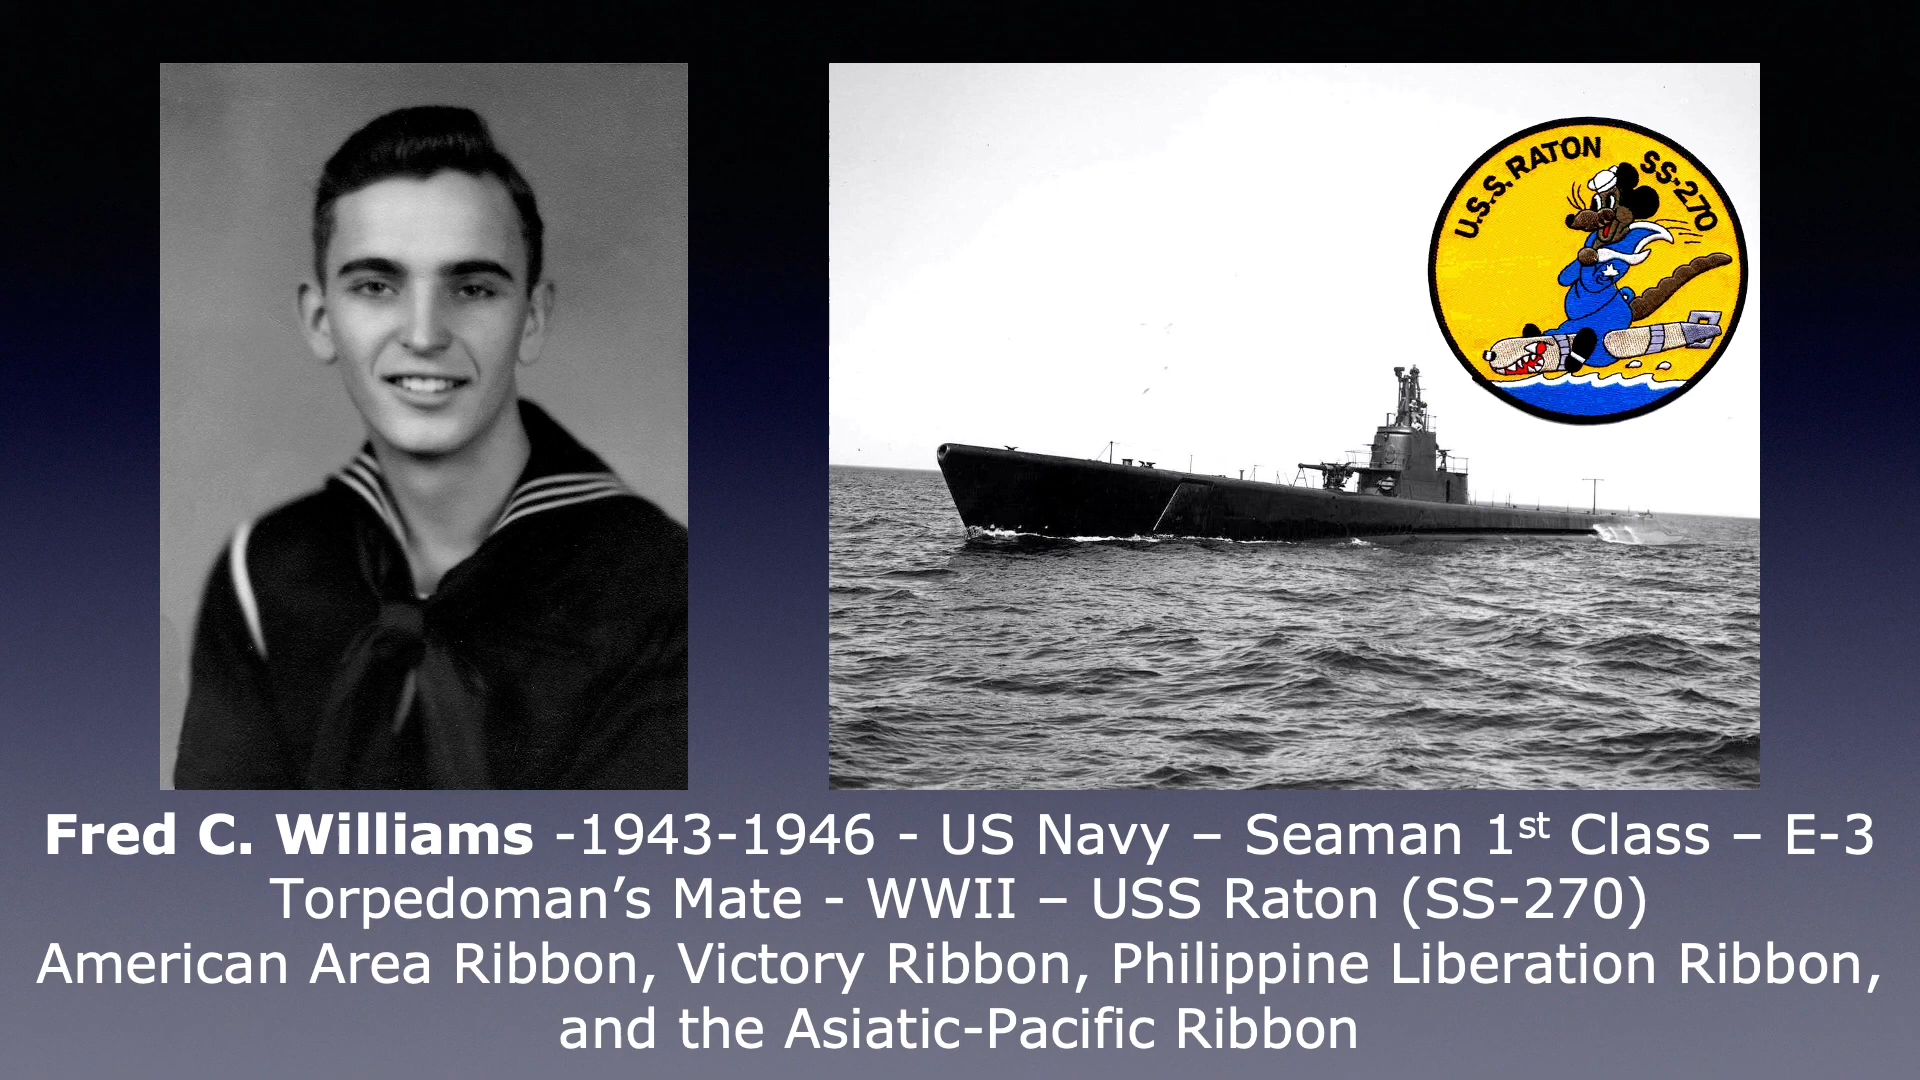 U.S.S. RATON SS-270
Fred C. Williams -1943-1946 - US Navy – Seaman 1st Class – E-3
Torpedoman’s Mate - WWII – USS Raton (SS-270)
American Area Ribbon, Victory Ribbon, Philippine Liberation Ribbon,
and the Asiatic-Pacific Ribbon